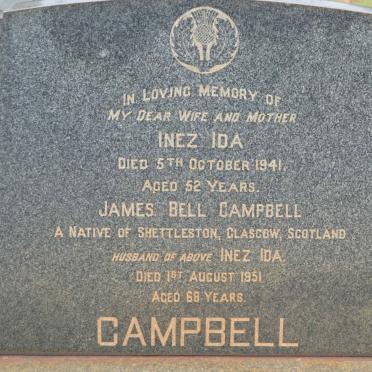 In Loving Memory of
My Dear Wife and Mother
Inez Ida
Died 5th October 1941.
Aged 52 Years.
James Bell Campbell
A Native of Shettleston, Glascow, Scotland
Husband of above Inez Ida.
Died 1st August 1951
Aged 68 Years.
CAMPBELL